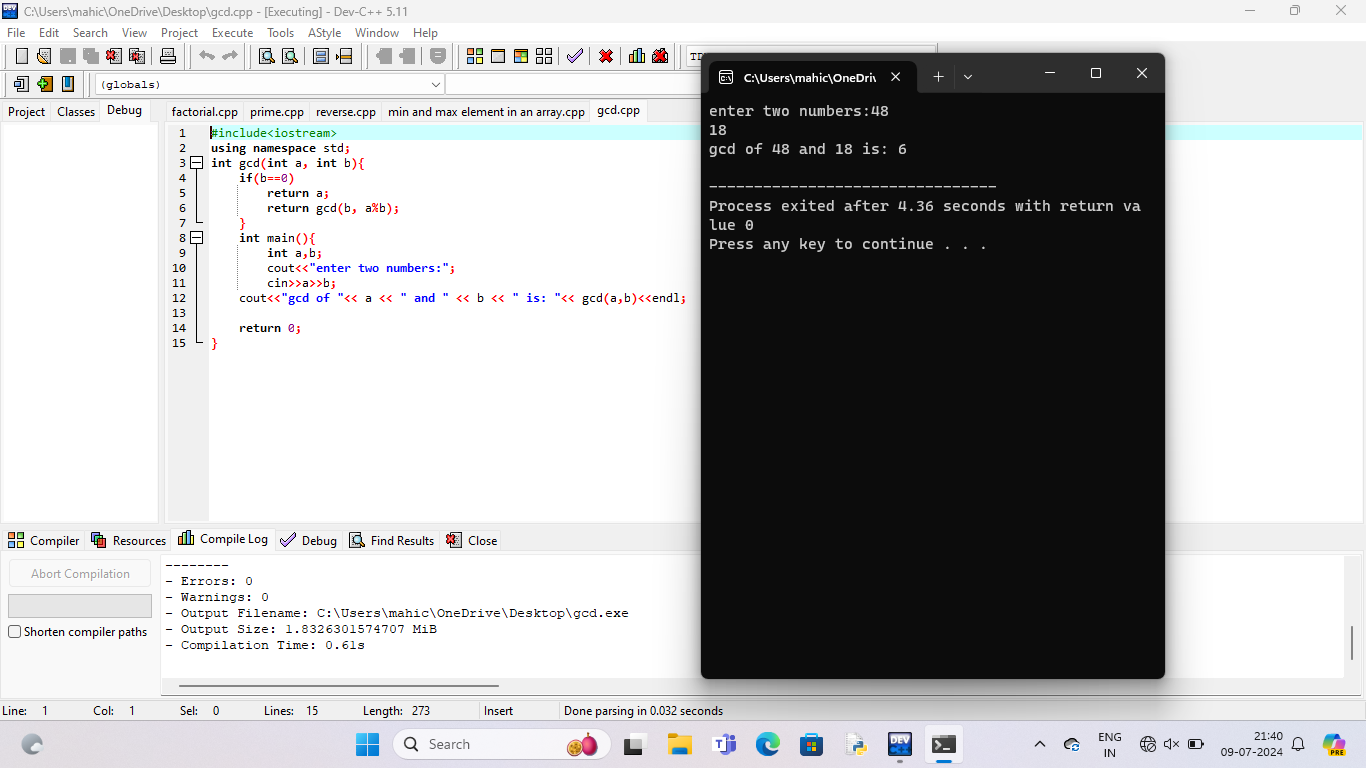 C:\Users\mahic\OneDrive\Desktop\gcd.cpp - [Executing] - Dev-C++ 5.11
File Edit Search View Project Execute Tools AStyle Window Help
(globals)
Project Classes Debug
factorial.cpp prime.cpp reverse.cpp min and max element in an array.cpp gcd.cpp
1 #include<iostream>
2 using namespace std;
3 int gcd(int a, int b){
4 if(b==0)
5 return a;
6 return gcd(b, a%b);
7 }
8 int main(){
9 int a,b;
10 cout<<"enter two numbers:";
11 cin>>a>>b;
12 cout<<"gcd of "<< a << " and " << b << " is: "<< gcd(a,b)<<endl;
13
14 return 0;
15 }
C:\Users\mahic\OneDri
enter two numbers:48
18
gcd of 48 and 18 is: 6
--------------------------------
Process exited after 4.36 seconds with return va
lue 0
Press any key to continue . . .
Compiler Resources Compile Log Debug Find Results Close
Abort Compilation
Shorten compiler paths
--------
- Errors: 0
- Warnings: 0
- Output Filename: C:\Users\mahic\OneDrive\Desktop\gcd.exe
- Output Size: 1.8326301574707 MiB
- Compilation Time: 0.61s
Line: 1 Col: 1 Sel: 0 Lines: 15 Length: 273 Insert Done parsing in 0.032 seconds
Search
DEV
ENG
IN
21:40
09-07-2024
PRE